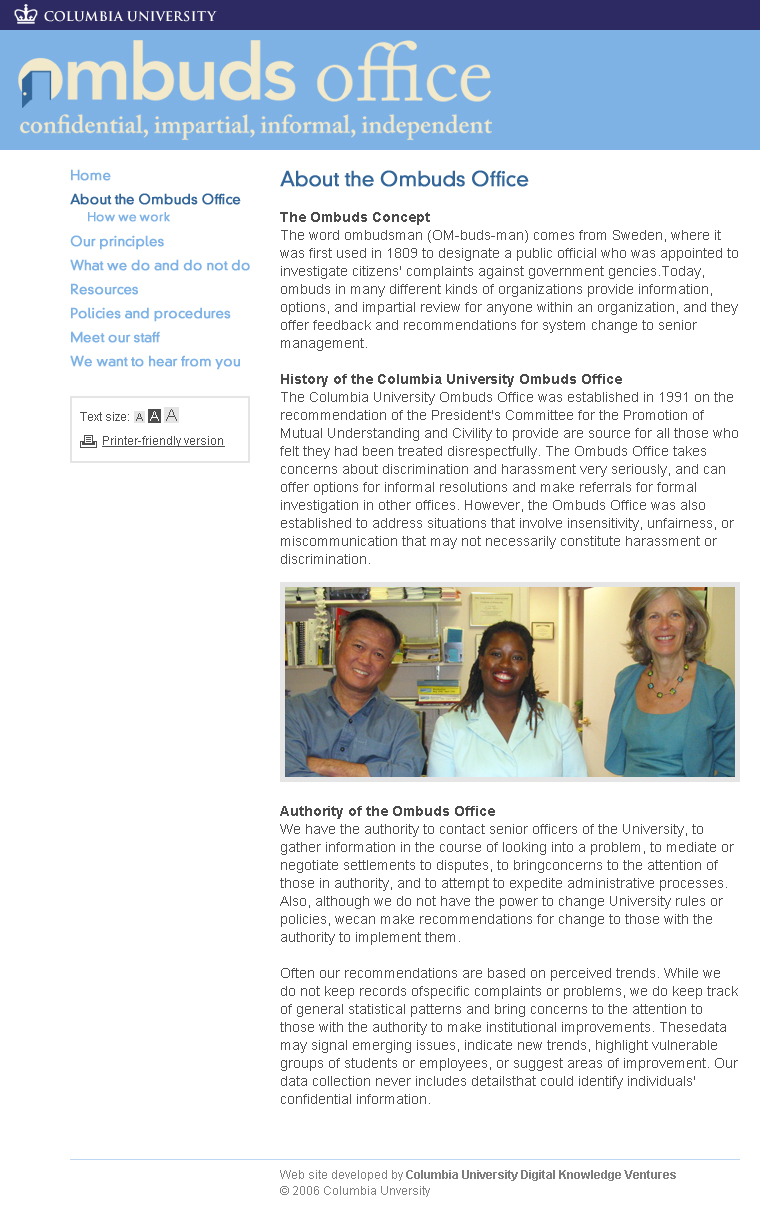 COLUMBIA UNIVERSITY
ombuds office
confidential, impartial, informal, independent
Home
About the Ombuds Office
How we work
Our principles
What we do and do not do
Resources
Policies and procedures
Meet our staff
We want to hear from you
Text size: A A A
Printer-friendly version
About the Ombuds Office
The Ombuds Concept
The word ombudsman (OM-buds-man) comes from Sweden, where it
was first used in 1809 to designate a public official who was appointed to
investigate citizens' complaints against government gencies.Today,
ombuds in many different kinds of organizations provide information,
options, and impartial review for anyone within an organization, and they
offer feedback and recommendations for system change to senior
management.
History of the Columbia University Ombuds Office
The Columbia University Ombuds Office was established in 1991 on the
recommendation of the President's Committee for the Promotion of
Mutual Understanding and Civility to provide are source for all those who
felt they had been treated disrespectfully. The Ombuds Office takes
concerns about discrimination and harassment very seriously, and can
offer options for informal resolutions and make referrals for formal
investigation in other offices. However, the Ombuds Office was also
established to address situations that involve insensitivity, unfairness, or
miscommunication that may not necessarily constitute harassment or
discrimination.
Authority of the Ombuds Office
We have the authority to contact senior officers of the University, to
gather information in the course of looking into a problem, to mediate or
negotiate settlements to disputes, to bringconcerns to the attention of
those in authority, and to attempt to expedite administrative processes.
Also, although we do not have the power to change University rules or
policies, wecan make recommendations for change to those with the
authority to implement them.
Often our recommendations are based on perceived trends. While we
do not keep records ofspecific complaints or problems, we do keep track
of general statistical patterns and bring concerns to the attention to
those with the authority to make institutional improvements. Thesedata
may signal emerging issues, indicate new trends, highlight vulnerable
groups of students or employees, or suggest areas of improvement. Our
data collection never includes detailsthat could identify individuals'
confidential information.
Web site developed by Columbia University Digital Knowledge Ventures
© 2006 Columbia Unversity